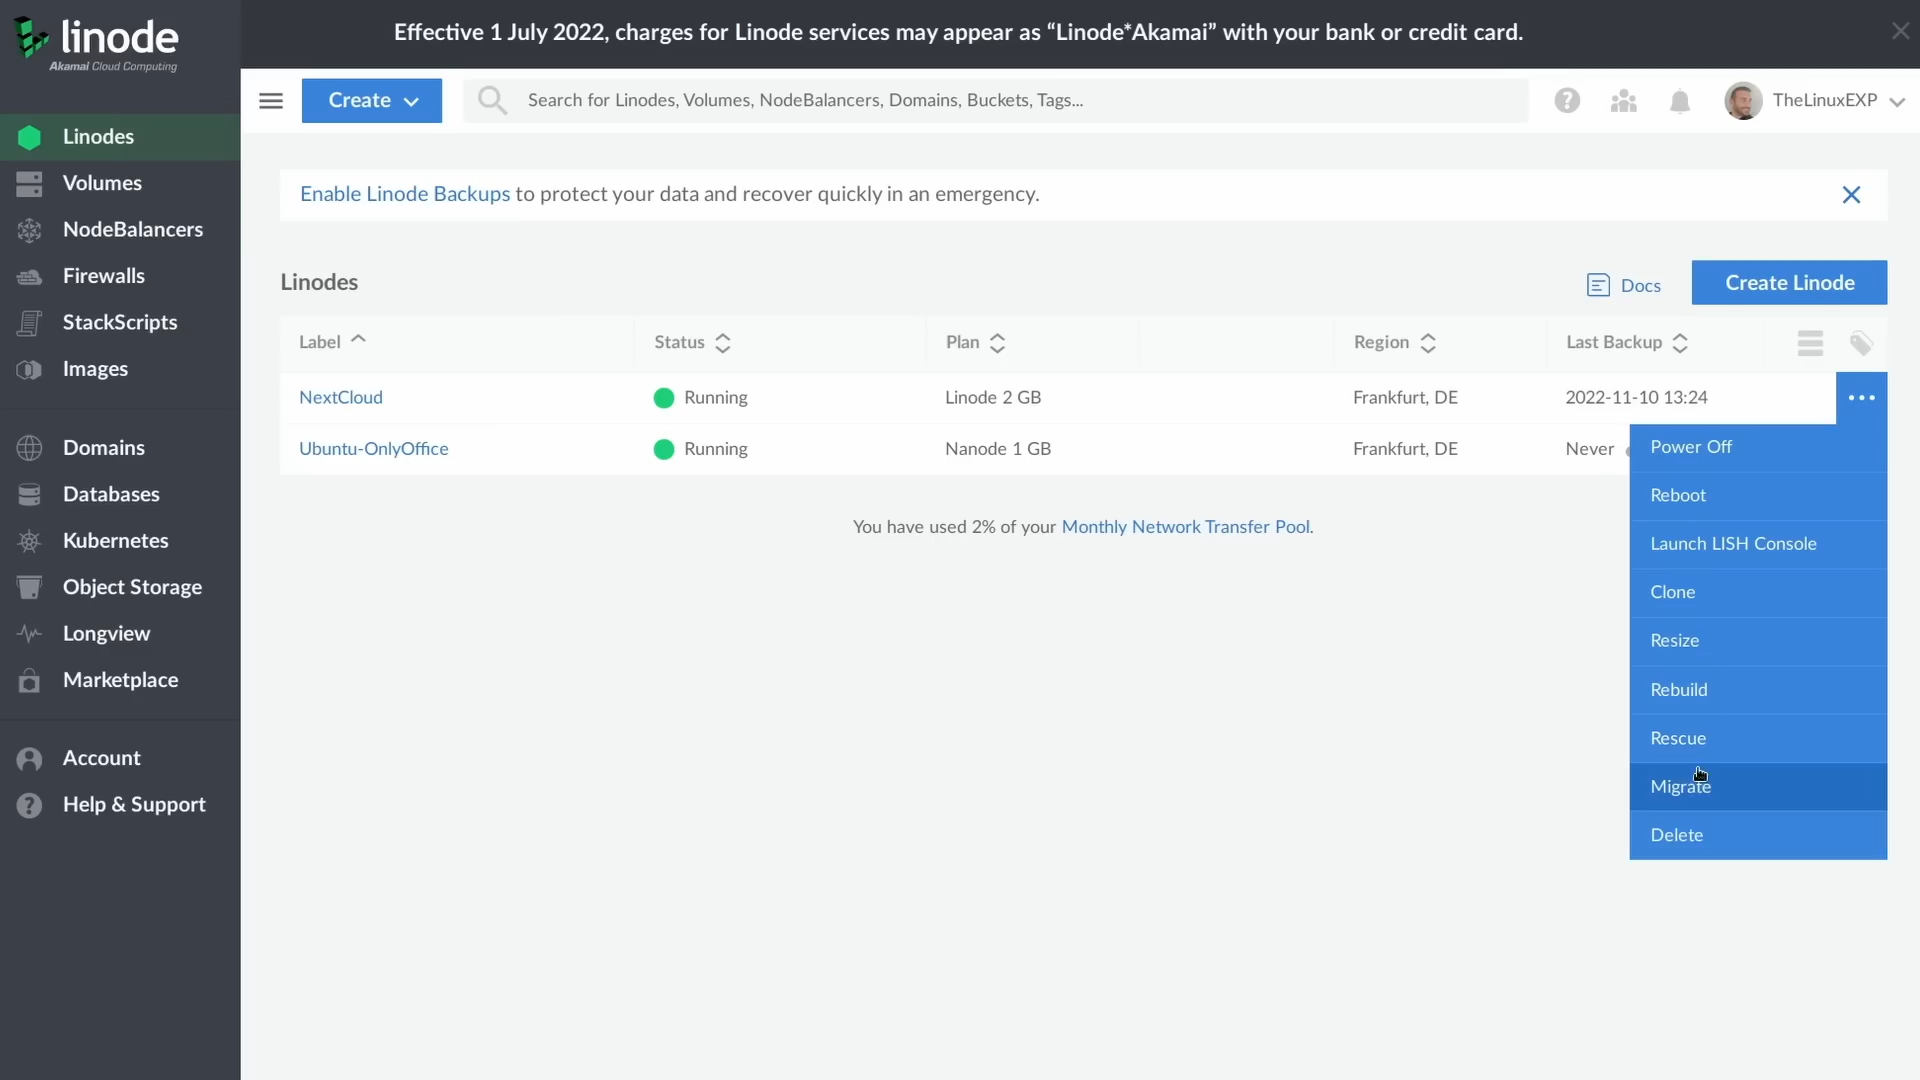 linode
Akamai Cloud Computing
Effective 1 July 2022, charges for Linode services may appear as “Linode*Akamai” with your bank or credit card.
Create
Search for Linodes, Volumes, NodeBalancers, Domains, Buckets, Tags...
TheLinuxEXP
Linodes
Volumes
NodeBalancers
Firewalls
StackScripts
Images
Domains
Databases
Kubernetes
Object Storage
Longview
Marketplace
Account
Help & Support
Enable Linode Backups to protect your data and recover quickly in an emergency.
Linodes
Docs
Create Linode
Label Status Plan Region Last Backup
NextCloud Running Linode 2 GB Frankfurt, DE 2022-11-10 13:24
Ubuntu-OnlyOffice Running Nanode 1 GB Frankfurt, DE Never
You have used 2% of your Monthly Network Transfer Pool.
Power Off
Reboot
Launch LISH Console
Clone
Resize
Rebuild
Rescue
Migrate
Delete